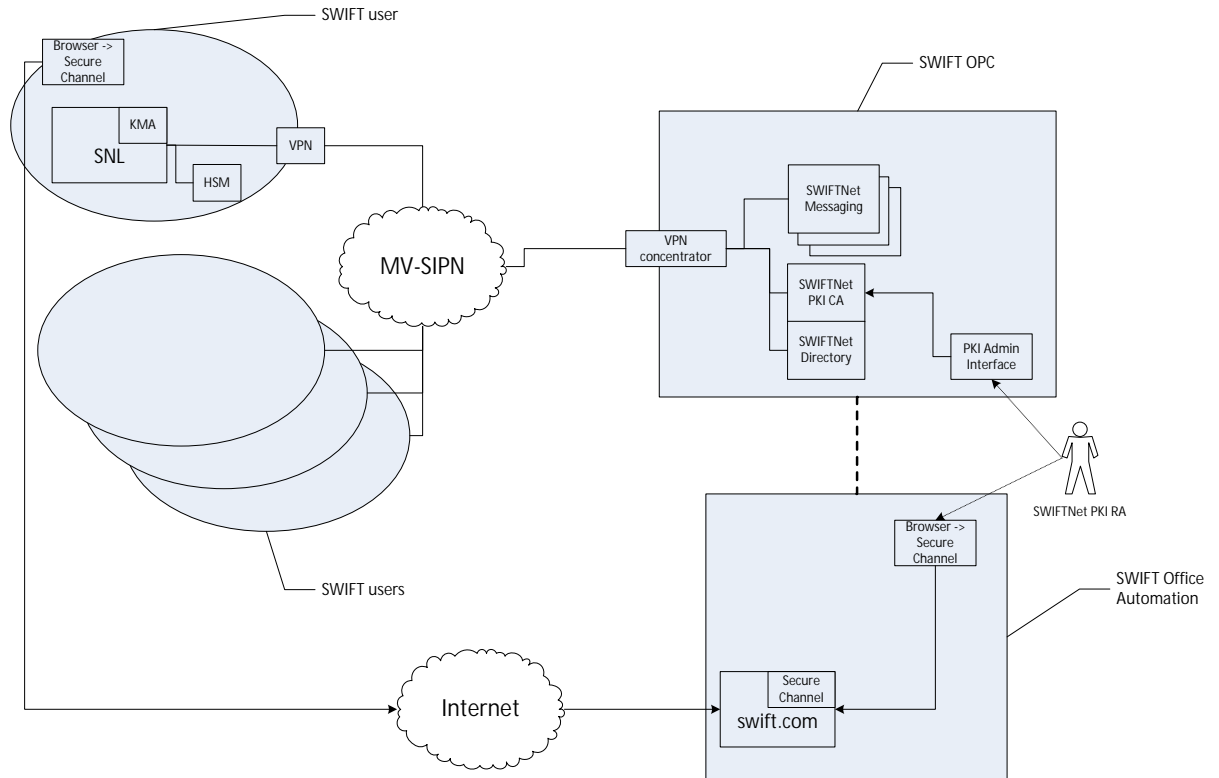 SWIFT user
Browser ->
Secure
Channel
KMA
SNL
HSM
VPN
MV-SIPN
SWIFT users
SWIFT OPC
SWIFTNet
Messaging
VPN
concentrator
SWIFTNet
PKI CA
SWIFTNet
Directory
PKI Admin
Interface
SWIFTNet PKI RA
Browser ->
Secure
Channel
SWIFT Office
Automation
Secure
Channel
swift.com
Internet